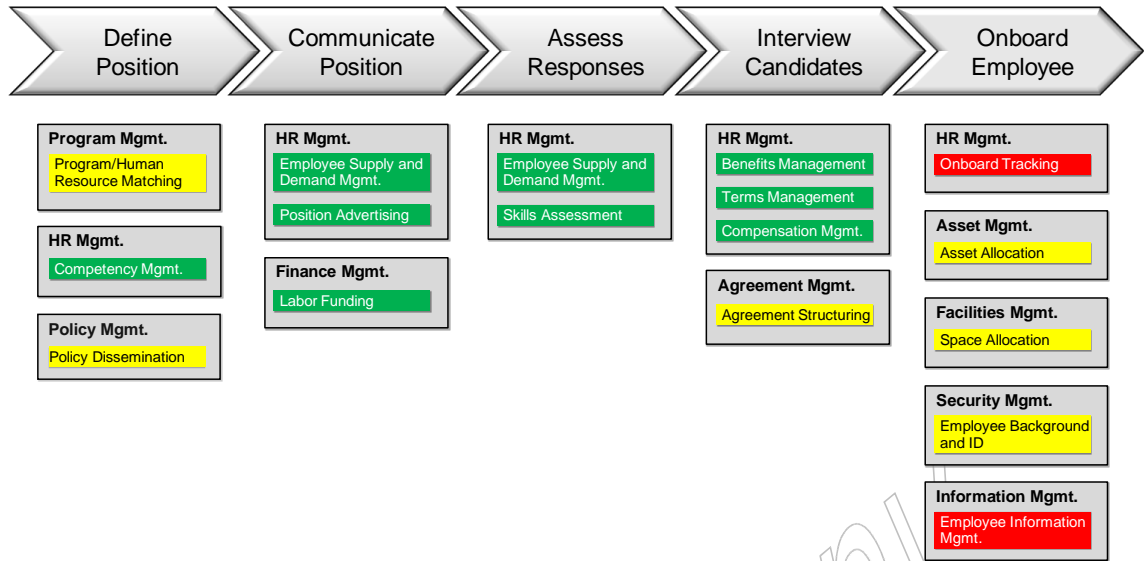 Define
Position
Communicate
Position
Assess
Responses
Interview
Candidates
Onboard
Employee
Program Mgmt.
Program/Human
Resource Matching
HR Mgmt.
Competency Mgmt.
Policy Mgmt.
Policy Dissemination
HR Mgmt.
Employee Supply and
Demand Mgmt.
Position Advertising
Finance Mgmt.
Labor Funding
HR Mgmt.
Employee Supply and
Demand Mgmt.
Skills Assessment
HR Mgmt.
Benefits Management
Terms Management
Compensation Mgmt.
Agreement Mgmt.
Agreement Structuring
HR Mgmt.
Onboard Tracking
Asset Mgmt.
Asset Allocation
Facilities Mgmt.
Space Allocation
Security Mgmt.
Employee Background
and ID
Information Mgmt.
Employee Information
Mgmt.